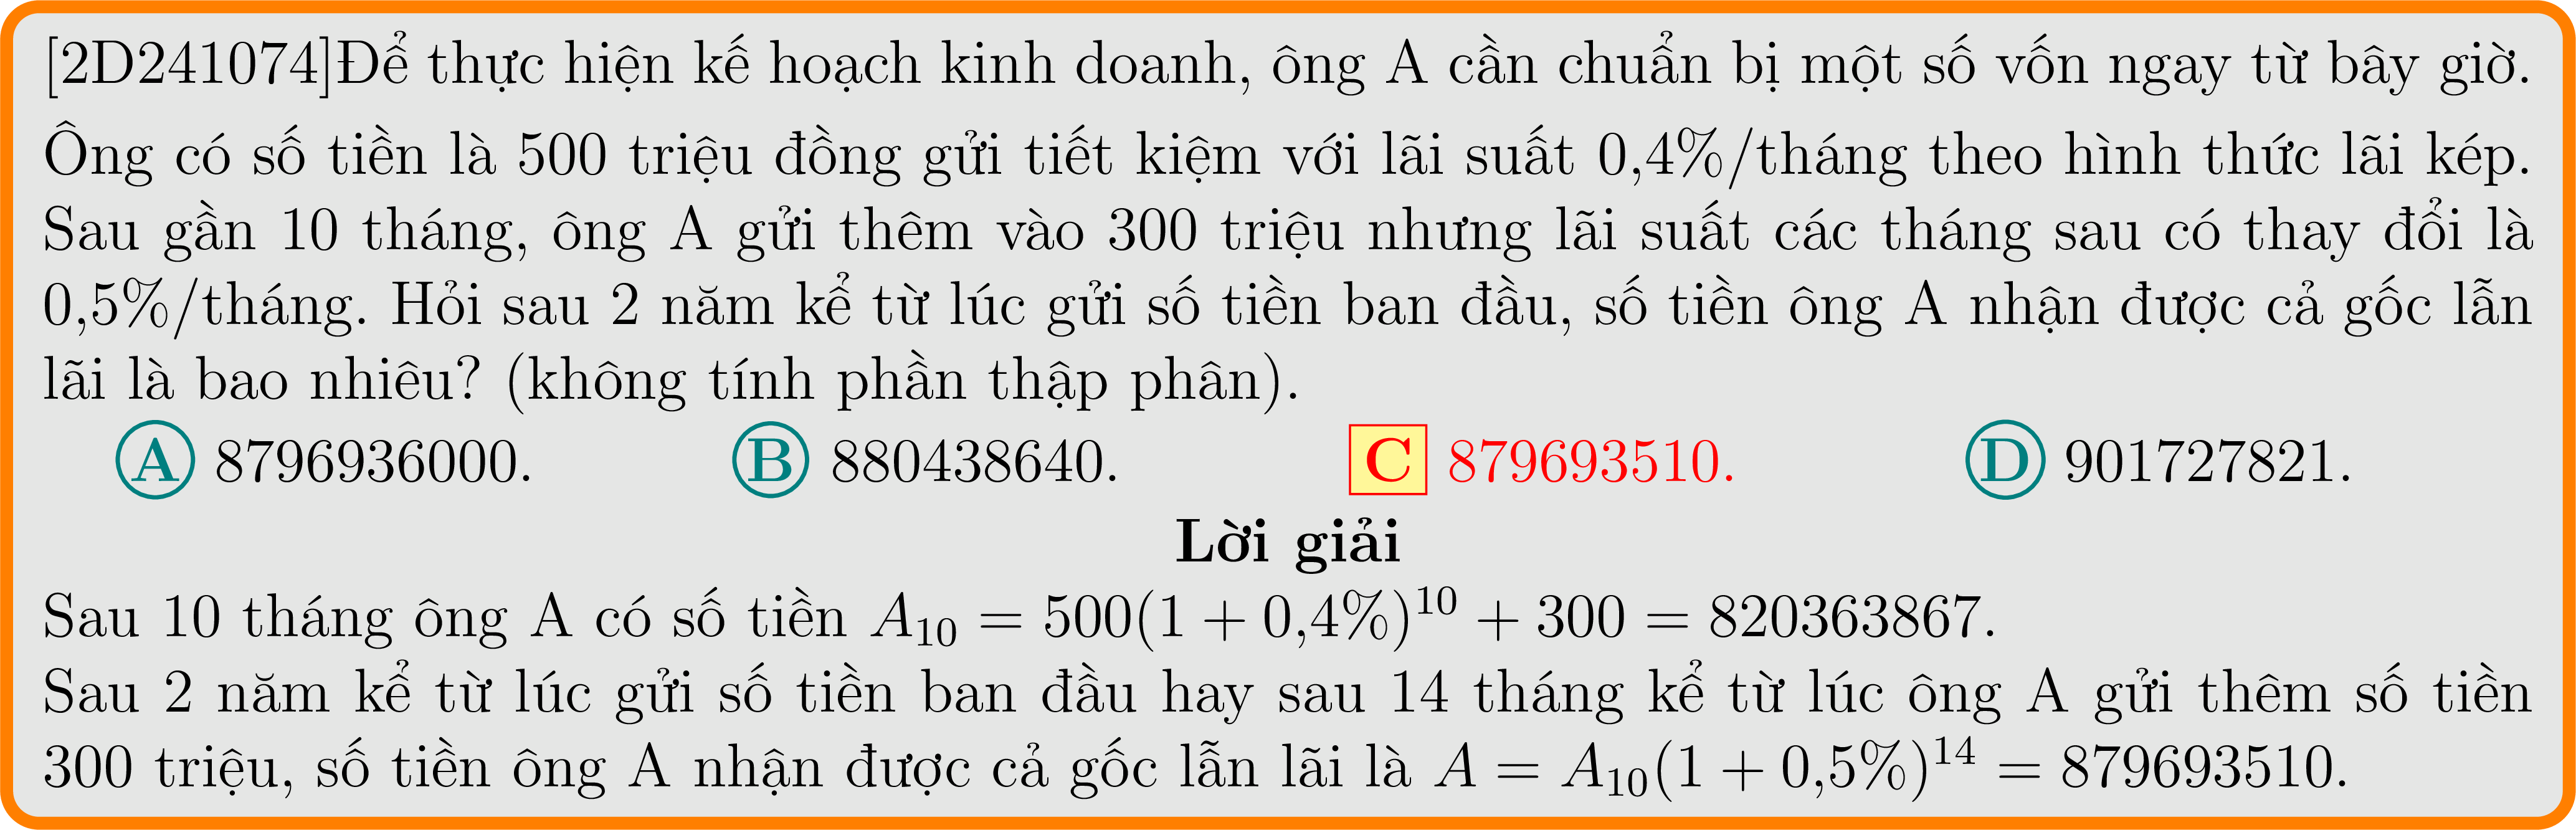 [2D241074]Để thực hiện kế hoạch kinh doanh, ông A cần chuẩn bị một số vốn ngay từ bây giờ.
Ông có số tiền là 500 triệu đồng gửi tiết kiệm với lãi suất 0,4%/tháng theo hình thức lãi kép.
Sau gần 10 tháng, ông A gửi thêm vào 300 triệu nhưng lãi suất các tháng sau có thay đổi là
0,5%/tháng. Hỏi sau 2 năm kể từ lúc gửi số tiền ban đầu, số tiền ông A nhận được cả gốc lẫn
lãi là bao nhiêu? (không tính phần thập phân).
A 8796936000. B 880438640. C 879693510. D 901727821.
Lời giải
Sau 10 tháng ông A có số tiền A₁₀ = 500(1 + 0,4%)¹⁰ + 300 = 820363867.
Sau 2 năm kể từ lúc gửi số tiền ban đầu hay sau 14 tháng kể từ lúc ông A gửi thêm số tiền
300 triệu, số tiền ông A nhận được cả gốc lẫn lãi là A = A₁₀(1 + 0,5%)¹⁴ = 879693510.